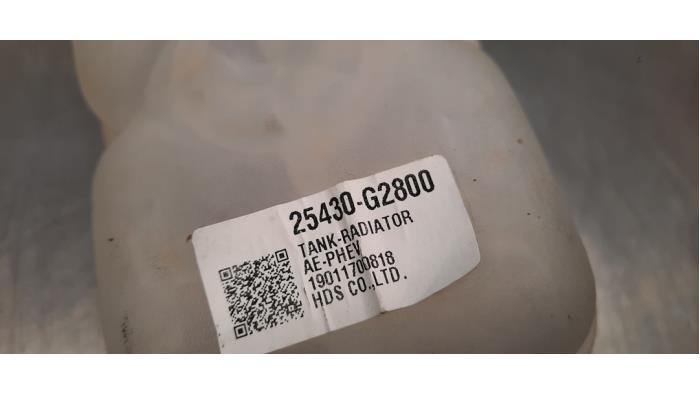 25430-G2800
TANK-RADIATOR
AE-PHEV
19011700818
HDS CO.,LTD.